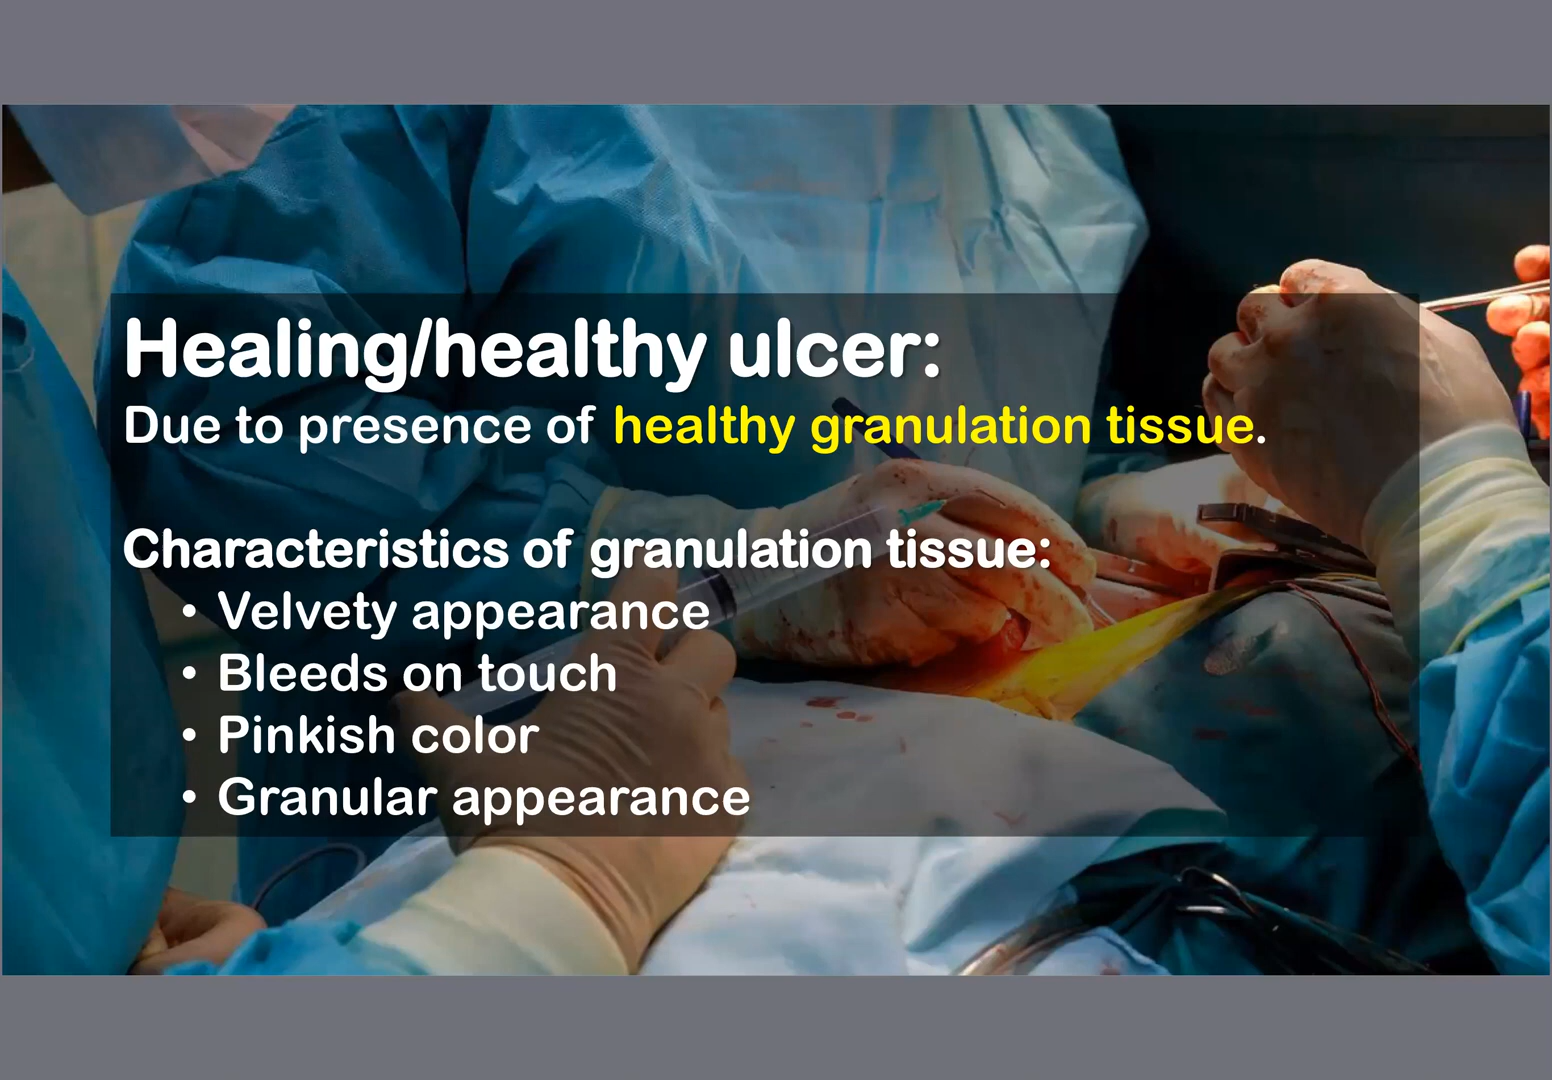 Healing/healthy ulcer:
Due to presence of healthy granulation tissue.
Characteristics of granulation tissue:
• Velvety appearance
• Bleeds on touch
• Pinkish color
• Granular appearance